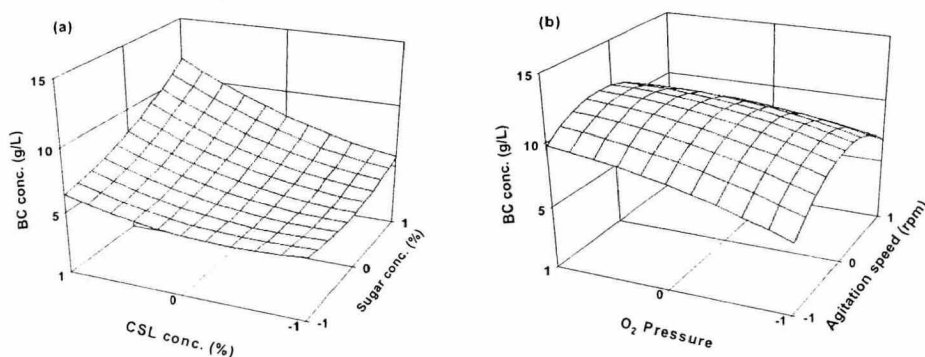 (a)
15
10
5
BC conc. (g/L)
1
0
-1
CSL conc. (%)
-1
0
1
Sugar conc. (%)
(b)
15
10
5
BC conc. (g/L)
1
0
-1
O₂ Pressure
-1
0
1
Agitation speed (rpm)